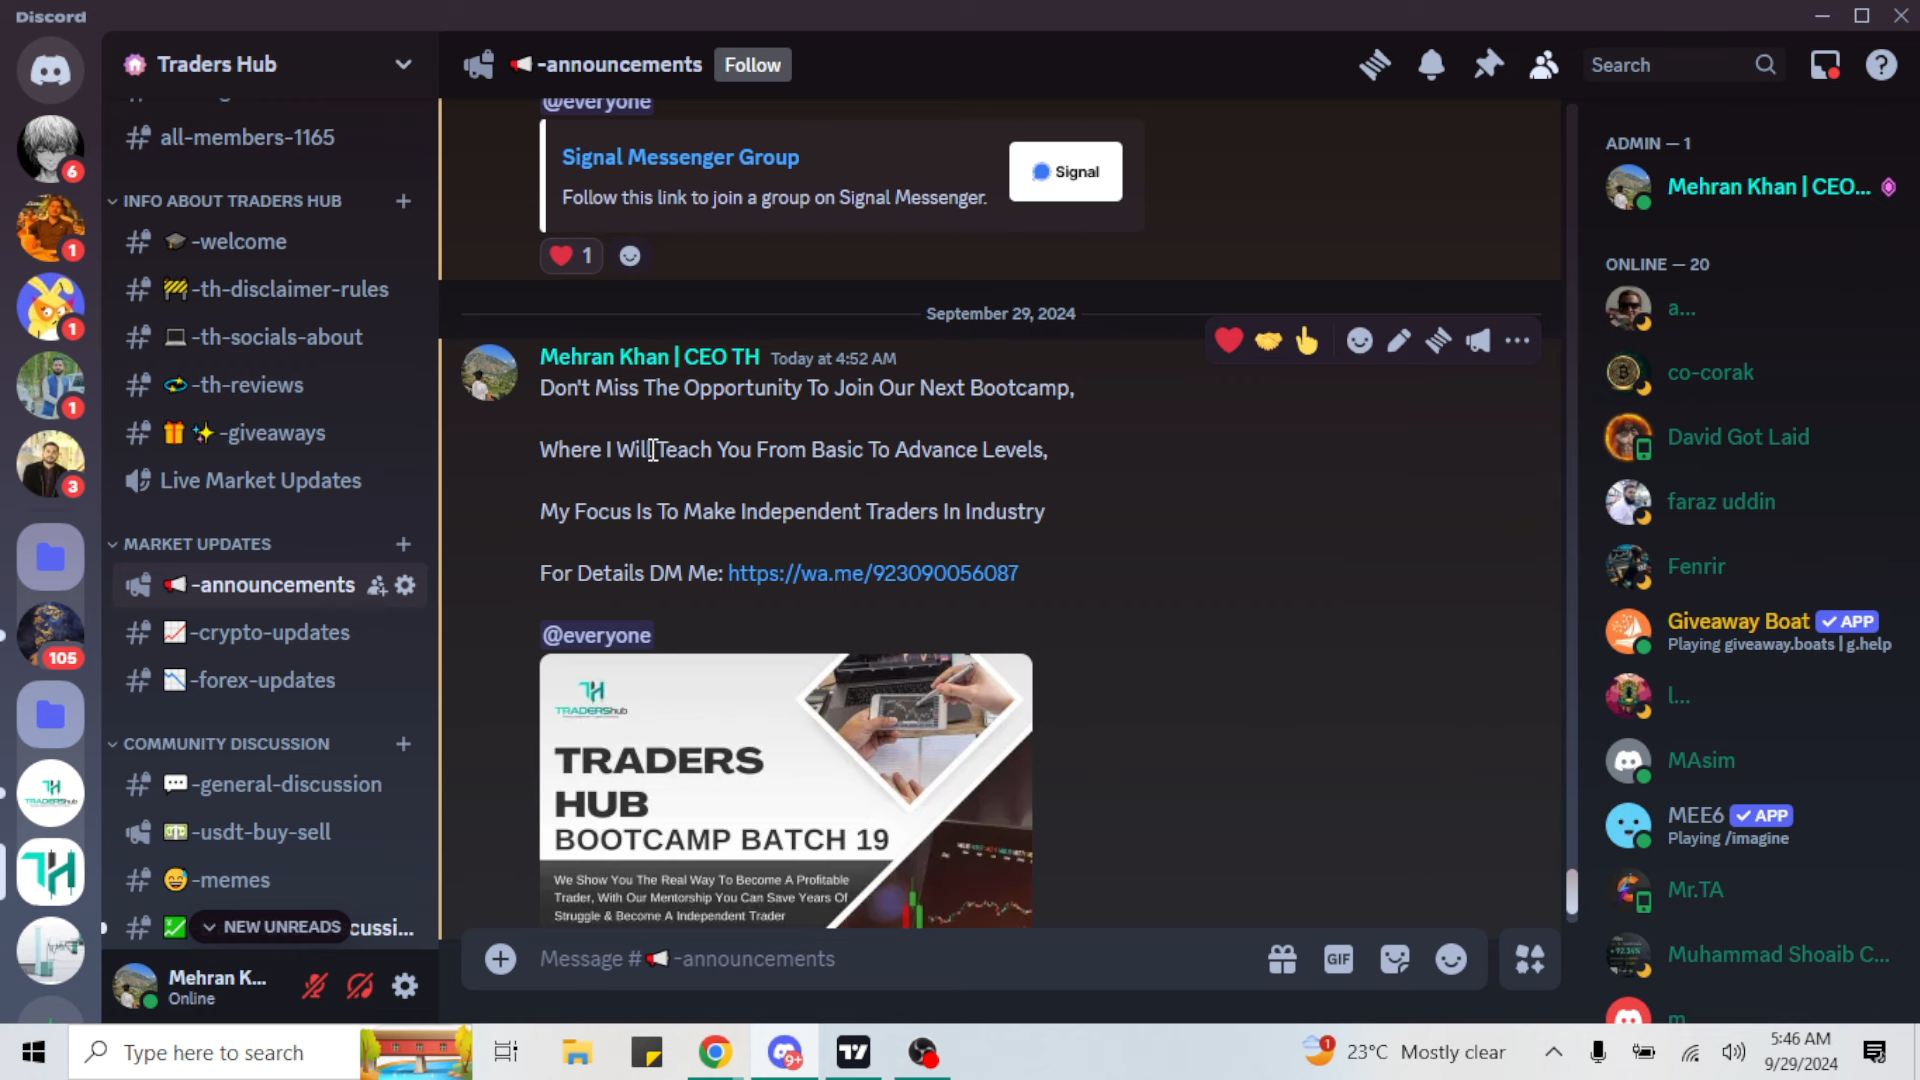 Discord
Traders Hub
all-members-1165
INFO ABOUT TRADERS HUB
-welcome
-th-disclaimer-rules
-th-socials-about
-th-reviews
-giveaways
Live Market Updates
MARKET UPDATES
-announcements
-crypto-updates
-forex-updates
COMMUNITY DISCUSSION
-general-discussion
-usdt-buy-sell
-memes
NEW UNREADS
cussi...
6
1
1
1
3
105
TRADERShub
Mehran K...
Online
-announcements
Follow
Search
@everyone
Signal Messenger Group
Follow this link to join a group on Signal Messenger.
Signal
1
September 29, 2024
Mehran Khan | CEO TH Today at 4:52 AM
Don't Miss The Opportunity To Join Our Next Bootcamp,
Where I Will Teach You From Basic To Advance Levels,
My Focus Is To Make Independent Traders In Industry
For Details DM Me: https://wa.me/923090056087
@everyone
TRADERShub
TRADERS
HUB
BOOTCAMP BATCH 19
We Show You The Real Way To Become A Profitable
Trader, With Our Mentorship You Can Save Years Of
Struggle & Become A Independent Trader
Message # -announcements
GIF
ADMIN — 1
Mehran Khan | CEO...
ONLINE — 20
a...
co-corak
David Got Laid
faraz uddin
Fenrir
Giveaway Boat ✓ APP
Playing giveaway.boats | g.help
l...
MAsim
MEE6 ✓ APP
Playing /imagine
Mr.TA
Muhammad Shoaib C...
Type here to search
9+
1
23°C Mostly clear
5:46 AM
9/29/2024